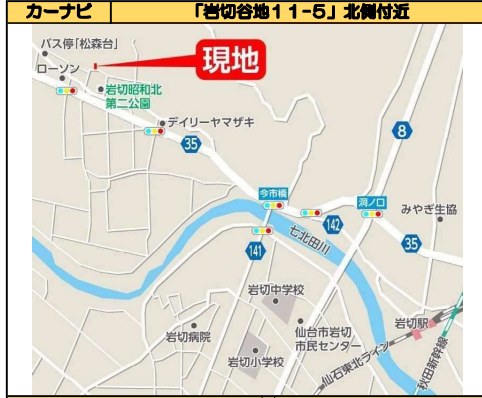 カーナビ 「岩切谷地11-5」北側付近
バス停「松森台」
現地
ローソン
岩切昭和北
第二公園
デイリーヤマザキ
35
8
今市橋
洞ノ口
みやぎ生協
142
七北田川
35
141
岩切中学校
岩切病院
仙台市岩切
市民センター
岩切駅
岩切小学校
仙石東北ライン
秋田新幹線